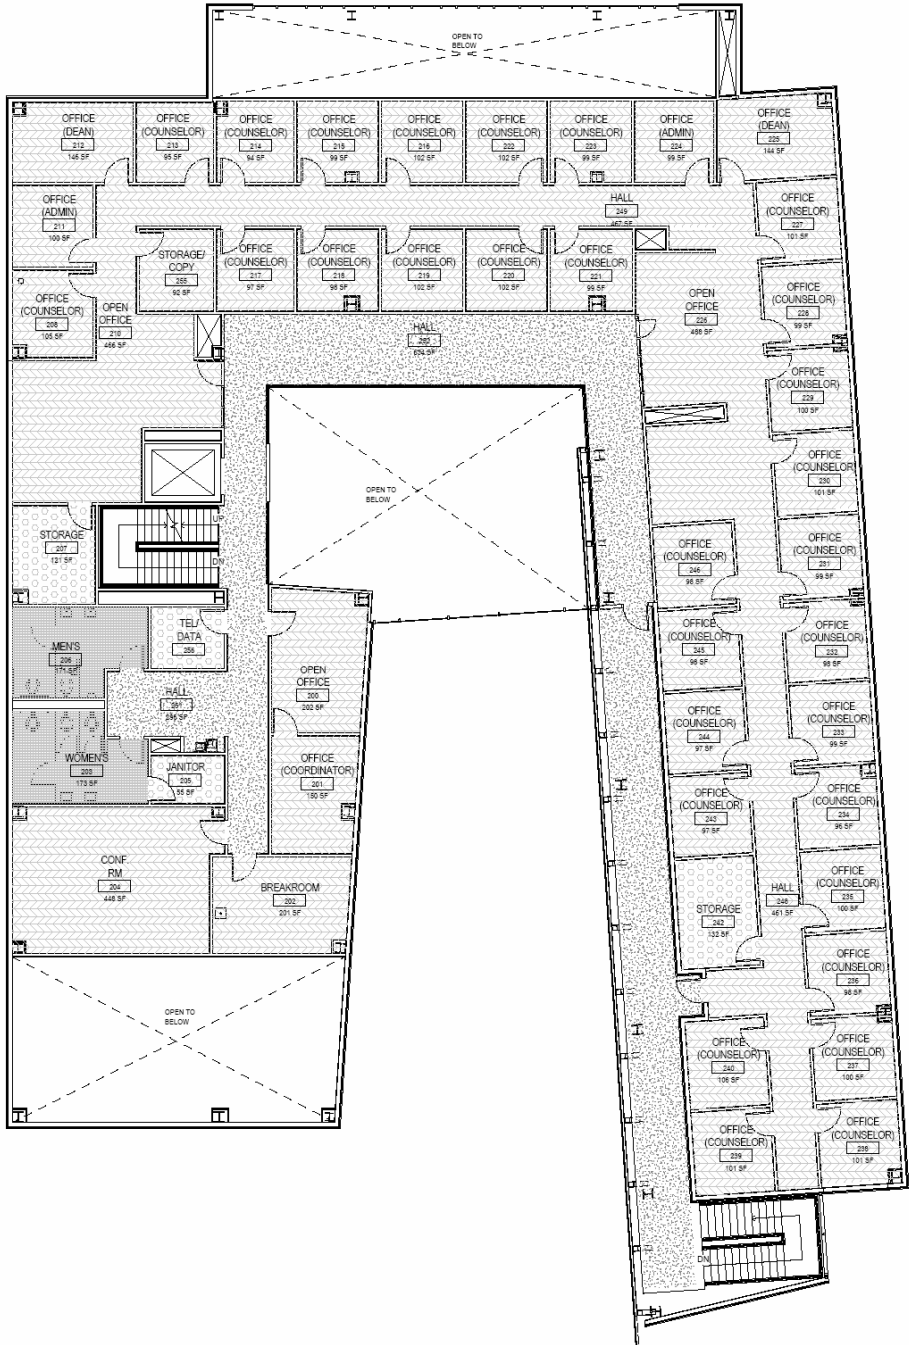 OPEN TO
BELOW
OFFICE
(DEAN)
212
146 SF
OFFICE
(COUNSELOR)
213
95 SF
OFFICE
(COUNSELOR)
214
94 SF
OFFICE
(COUNSELOR)
215
99 SF
OFFICE
(COUNSELOR)
216
102 SF
OFFICE
(COUNSELOR)
222
102 SF
OFFICE
(COUNSELOR)
223
99 SF
OFFICE
(ADMIN)
224
99 SF
OFFICE
(DEAN)
225
144 SF
OFFICE
(ADMIN)
211
100 SF
HALL
249
467 SF
OFFICE
(COUNSELOR)
227
101 SF
STORAGE/
COPY
255
92 SF
OFFICE
(COUNSELOR)
217
97 SF
OFFICE
(COUNSELOR)
218
98 SF
OFFICE
(COUNSELOR)
219
102 SF
OFFICE
(COUNSELOR)
220
102 SF
OFFICE
(COUNSELOR)
221
99 SF
OFFICE
(COUNSELOR)
208
105 SF
OPEN
OFFICE
210
466 SF
HALL
OPEN
OFFICE
226
468 SF
OFFICE
(COUNSELOR)
228
99 SF
OFFICE
(COUNSELOR)
229
100 SF
OFFICE
(COUNSELOR)
230
101 SF
OPEN TO
BELOW
UP
DN
STORAGE
207
121 SF
OFFICE
(COUNSELOR)
246
98 SF
OFFICE
(COUNSELOR)
231
99 SF
MEN'S
206
171 SF
TEL/
DATA
256
OPEN
OFFICE
200
202 SF
OFFICE
(COUNSELOR)
245
98 SF
OFFICE
(COUNSELOR)
232
98 SF
HALL
251
OFFICE
(COUNSELOR)
244
97 SF
OFFICE
(COUNSELOR)
233
99 SF
WOMEN'S
203
173 SF
JANITOR
205
55 SF
OFFICE
(COORDINATOR)
201
150 SF
OFFICE
(COUNSELOR)
243
97 SF
OFFICE
(COUNSELOR)
234
96 SF
CONF.
RM
204
448 SF
BREAKROOM
202
201 SF
STORAGE
242
132 SF
HALL
248
461 SF
OFFICE
(COUNSELOR)
235
100 SF
OFFICE
(COUNSELOR)
236
98 SF
OPEN TO
BELOW
OFFICE
(COUNSELOR)
240
106 SF
OFFICE
(COUNSELOR)
237
100 SF
OFFICE
(COUNSELOR)
239
101 SF
OFFICE
(COUNSELOR)
238
101 SF
DN